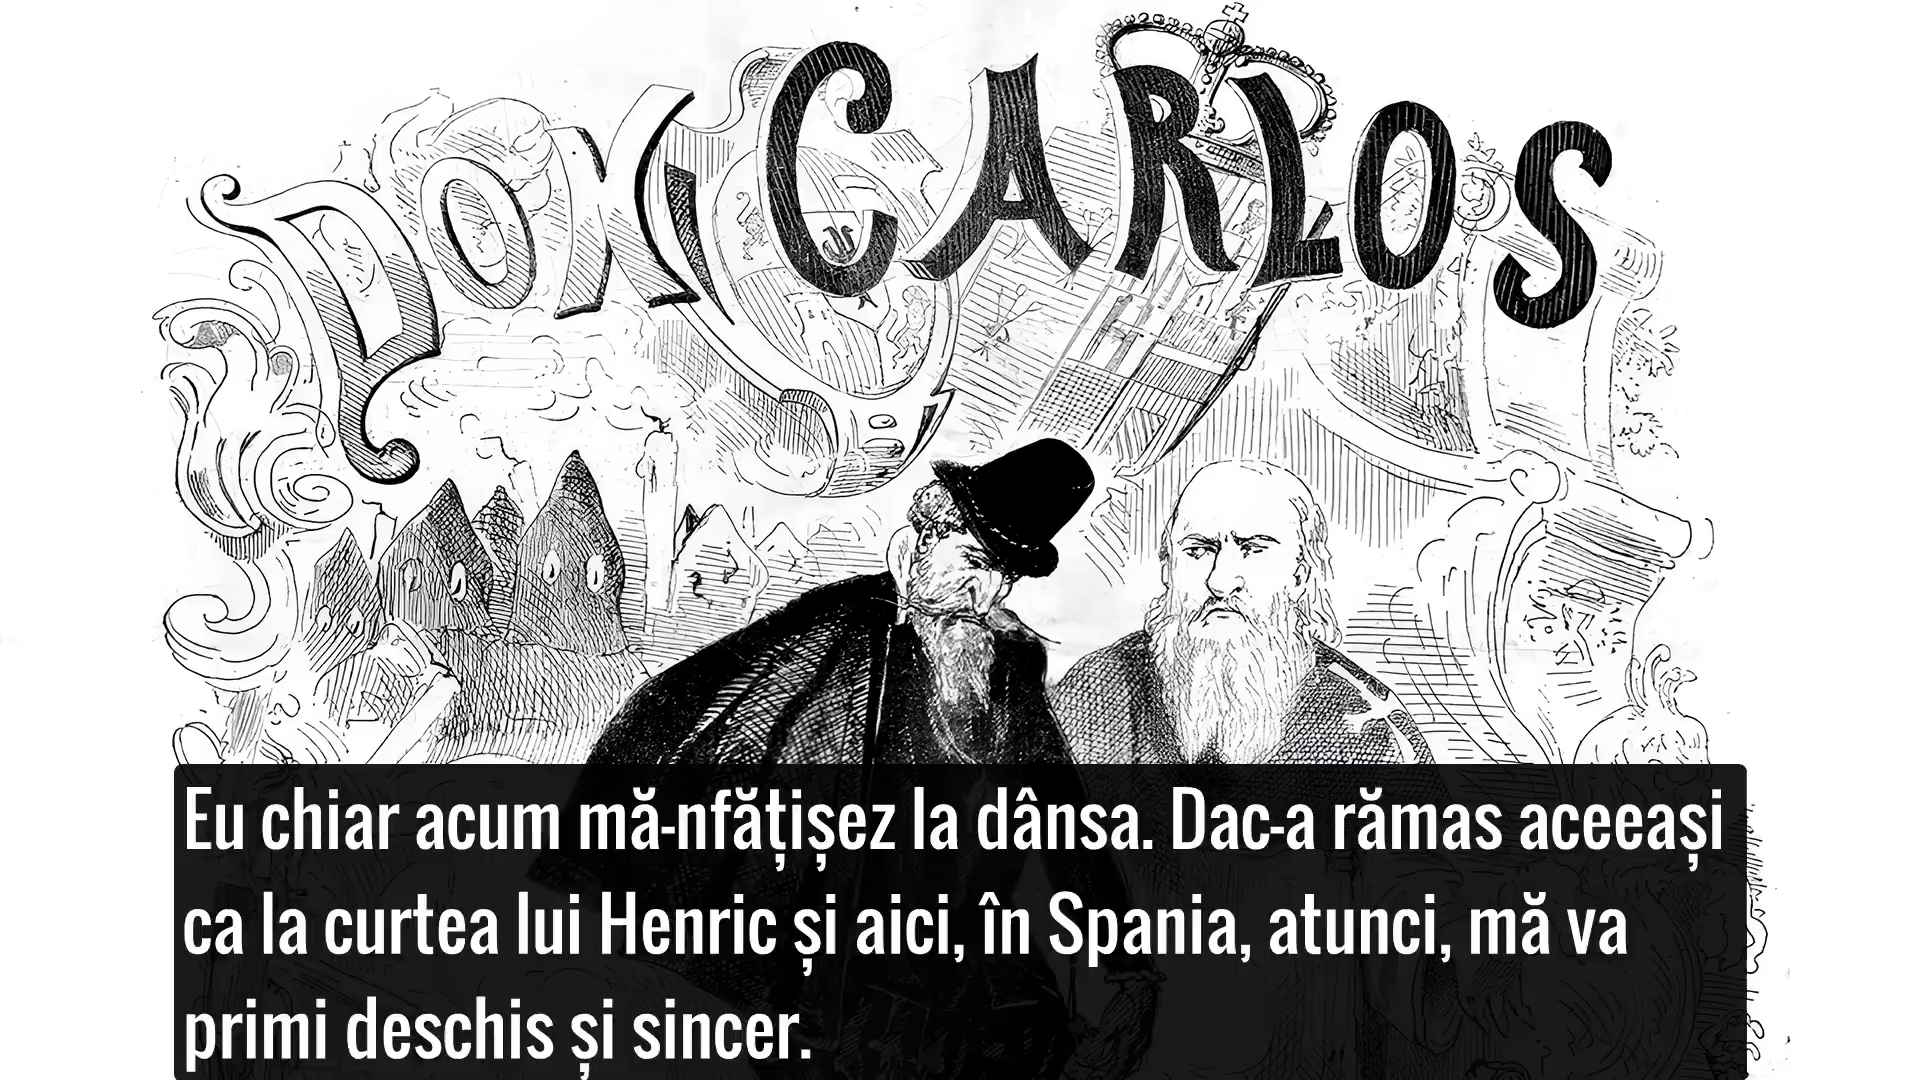 DON CARLOS
Eu chiar acum mă-nfățișez la dânsa. Dac-a rămas aceeași
ca la curtea lui Henric și aici, în Spania, atunci, mă va
primi deschis și sincer.